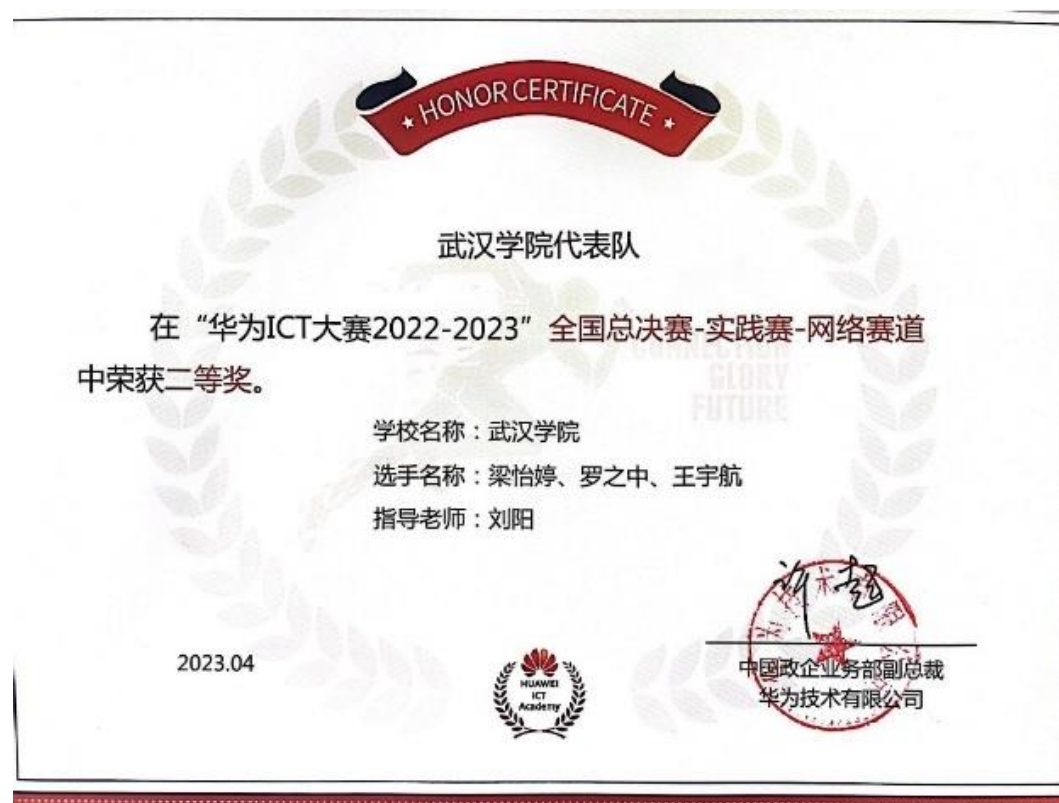 ★ HONOR CERTIFICATE ★
武汉学院代表队
在“华为ICT大赛2022-2023”全国总决赛-实践赛-网络赛道
中荣获二等奖。
CONNECTION
GLORY
FUTURE
学校名称：武汉学院
选手名称：梁怡婷、罗之中、王宇航
指导老师：刘阳
2023.04
HUAWEI
ICT
Academy
中国政企业务部副总裁
华为技术有限公司